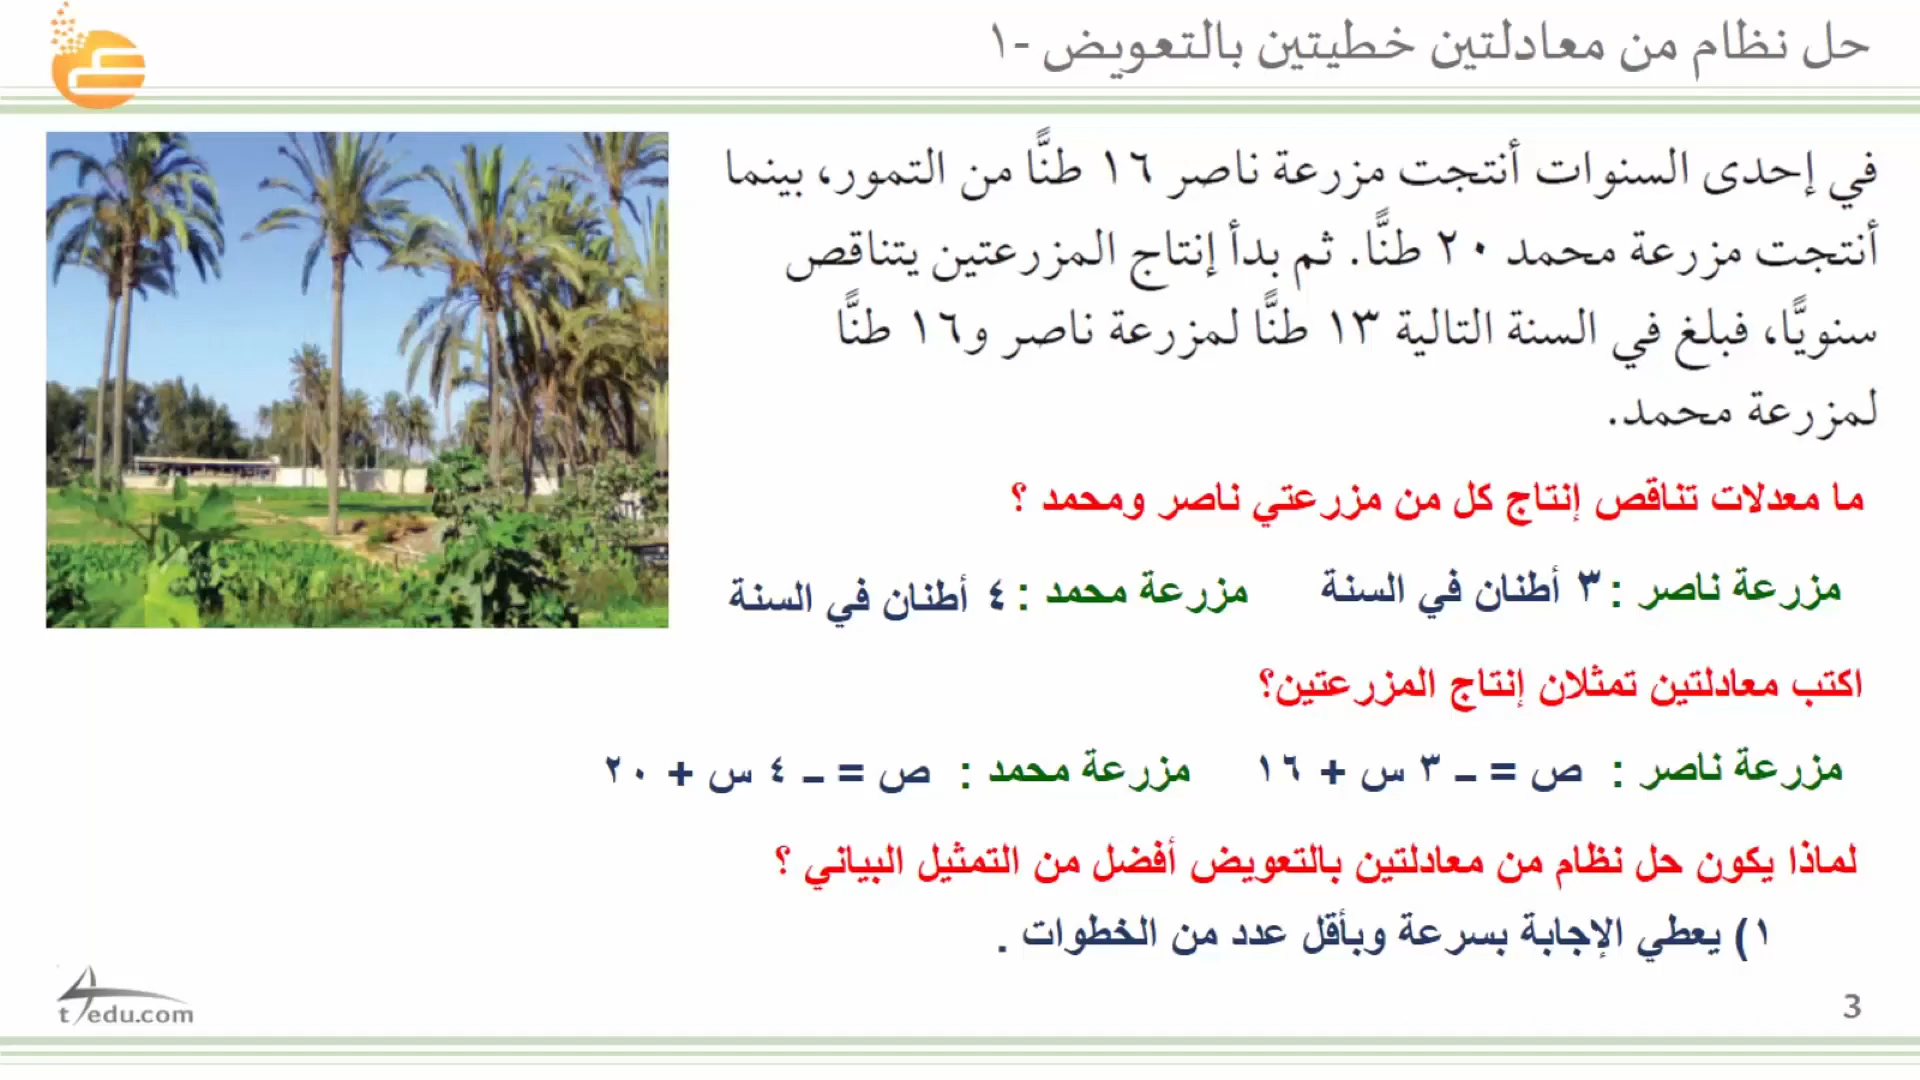 حل نظام من معادلتين خطيتين بالتعويض -١
في إحدى السنوات أنتجت مزرعة ناصر ١٦ طنًّا من التمور، بينما
أنتجت مزرعة محمد ٢٠ طنًّا. ثم بدأ إنتاج المزرعتين يتناقص
سنويًّا، فبلغ في السنة التالية ١٣ طنًّا لمزرعة ناصر و١٦ طنًّا
لمزرعة محمد.
ما معدلات تناقص إنتاج كل من مزرعتي ناصر ومحمد ؟
مزرعة ناصر : ٣ أطنان في السنة مزرعة محمد : ٤ أطنان في السنة
اكتب معادلتين تمثلان إنتاج المزرعتين؟
مزرعة ناصر : ص = – ٣ س + ١٦ مزرعة محمد : ص = – ٤ س + ٢٠
لماذا يكون حل نظام من معادلتين بالتعويض أفضل من التمثيل البياني ؟
١) يعطي الإجابة بسرعة وبأقل عدد من الخطوات .
t4edu.com
3